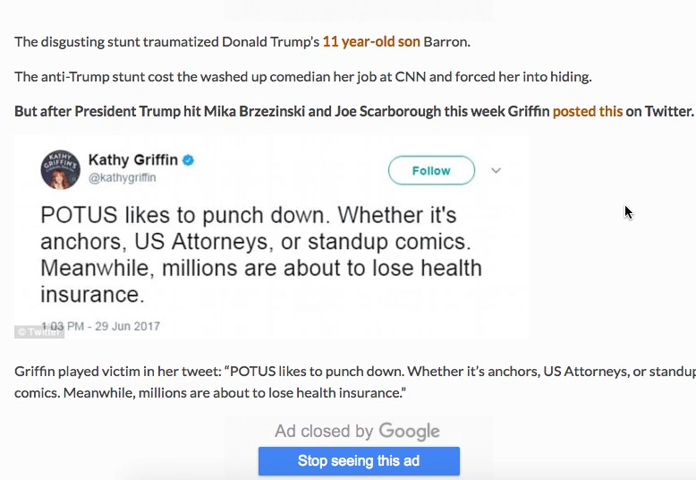 The disgusting stunt traumatized Donald Trump's 11 year-old son Barron.
The anti-Trump stunt cost the washed up comedian her job at CNN and forced her into hiding.
But after President Trump hit Mika Brzezinski and Joe Scarborough this week Griffin posted this on Twitter.
KATHY GRIFFIN'S
Kathy Griffin
@kathygriffin
Follow
POTUS likes to punch down. Whether it's
anchors, US Attorneys, or standup comics.
Meanwhile, millions are about to lose health
insurance.
1:03 PM - 29 Jun 2017
© Twitter
Griffin played victim in her tweet: “POTUS likes to punch down. Whether it’s anchors, US Attorneys, or standup
comics. Meanwhile, millions are about to lose health insurance.”
Ad closed by Google
Stop seeing this ad